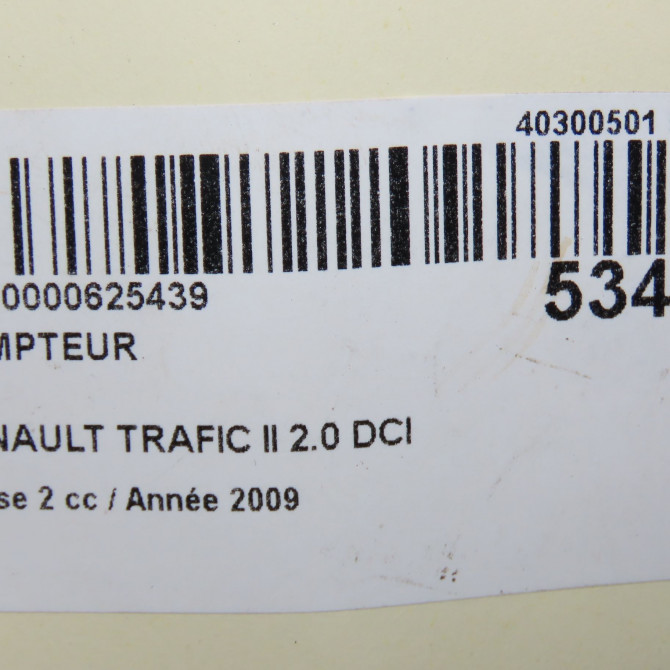 40300501
0000625439
534
MPTEUR
NAULT TRAFIC II 2.0 DCI
se 2 cc / Année 2009